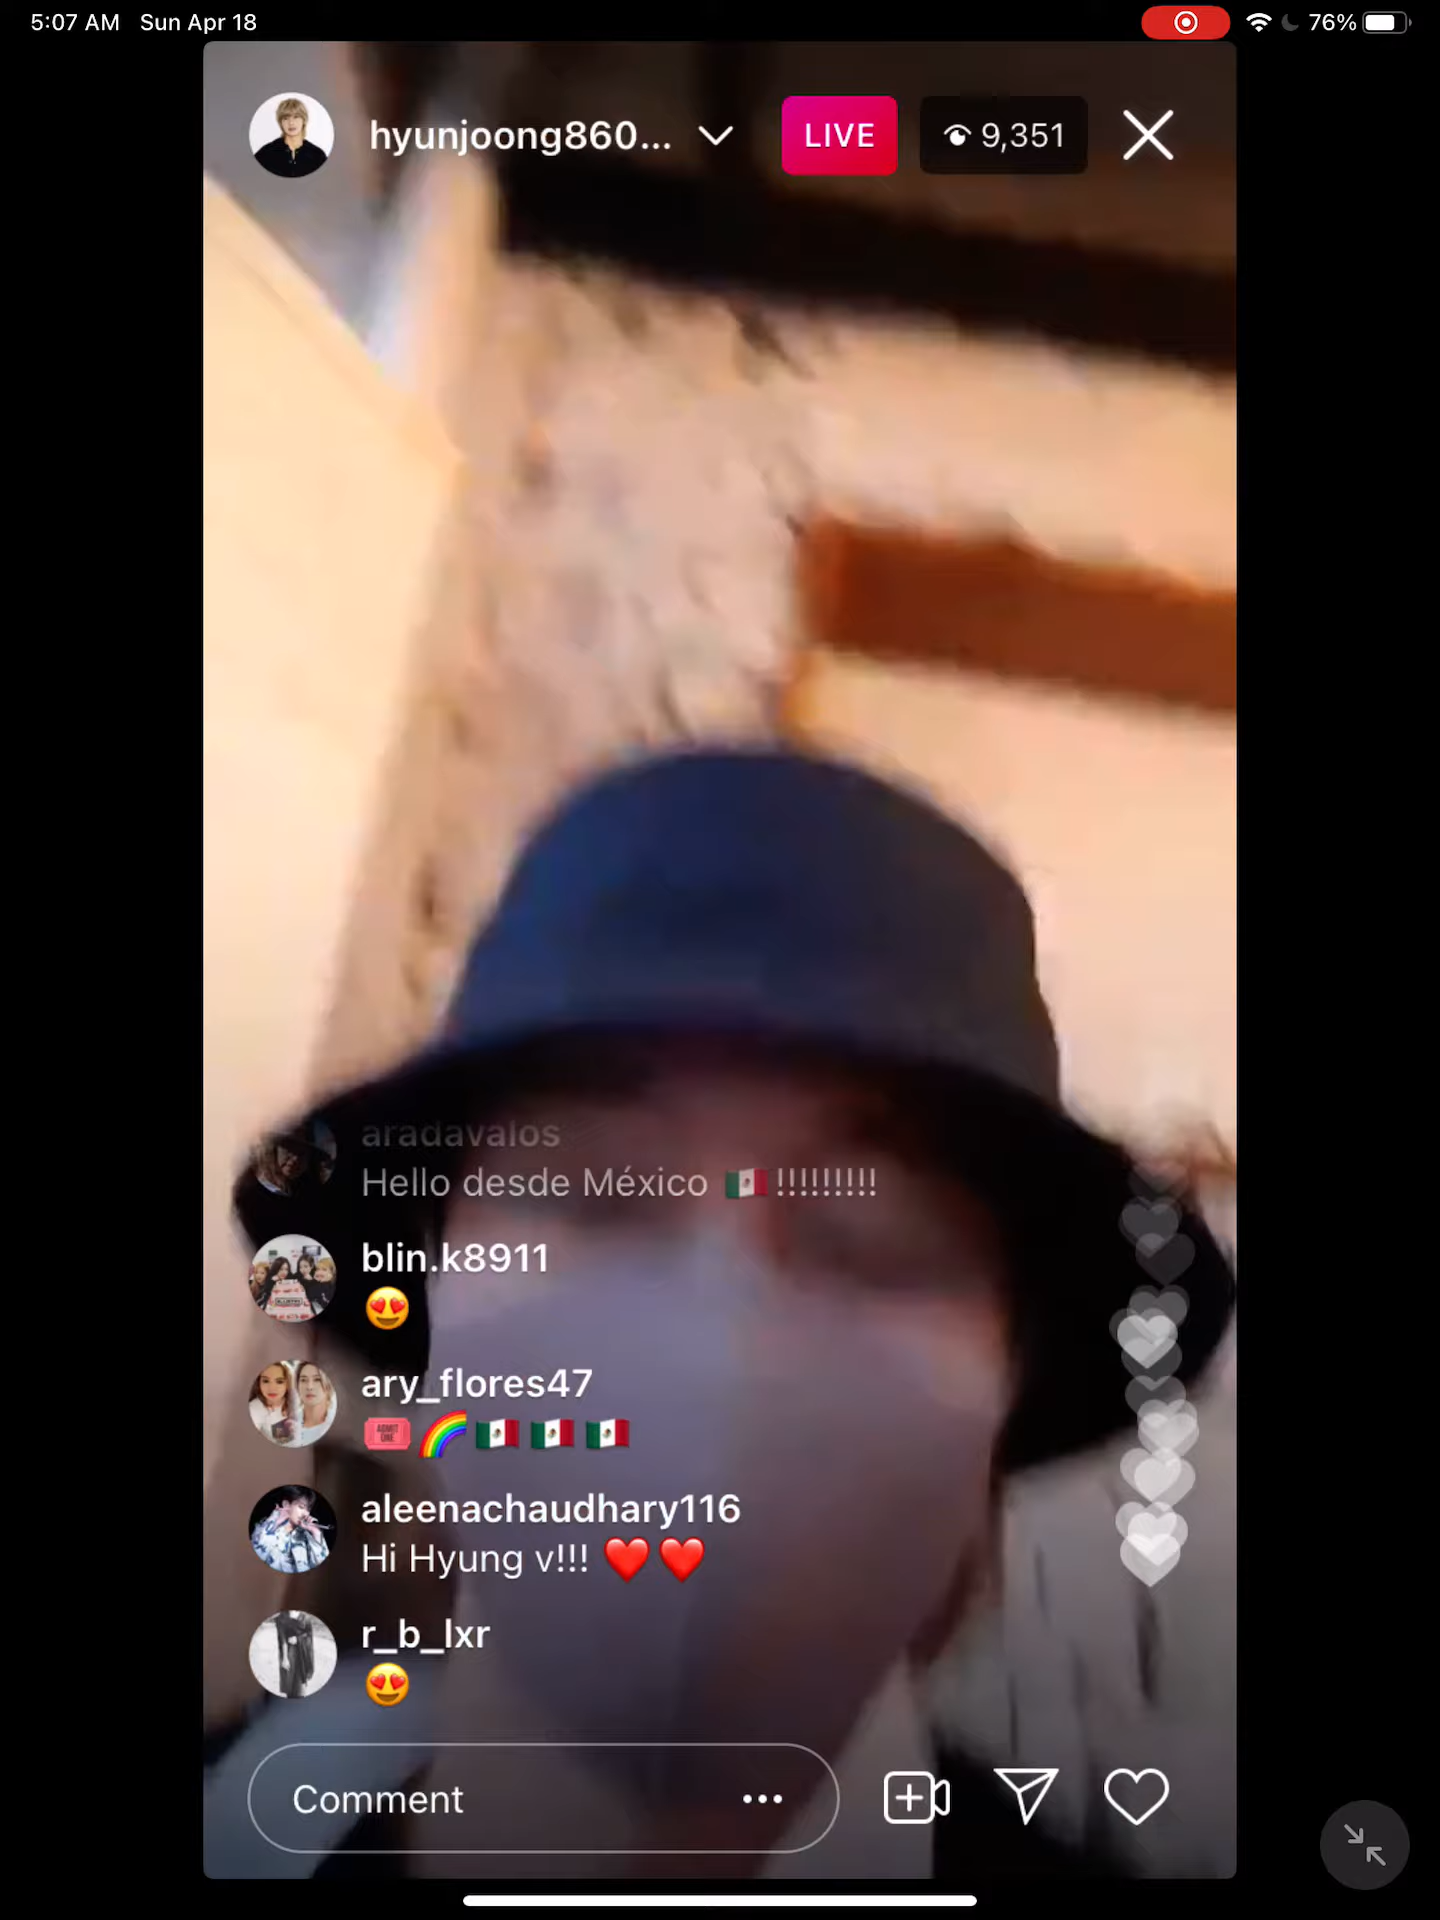 5:07 AM Sun Apr 18
76%
hyunjoong860...
LIVE
9,351
aradavalos
Hello desde México 🇲🇽 !!!!!!!!!
blin.k8911
😍
ary_flores47
🎟️🌈🇲🇽🇲🇽🇲🇽
aleenachaudhary116
Hi Hyung v!!! ❤️❤️
r_b_lxr
😍
Comment